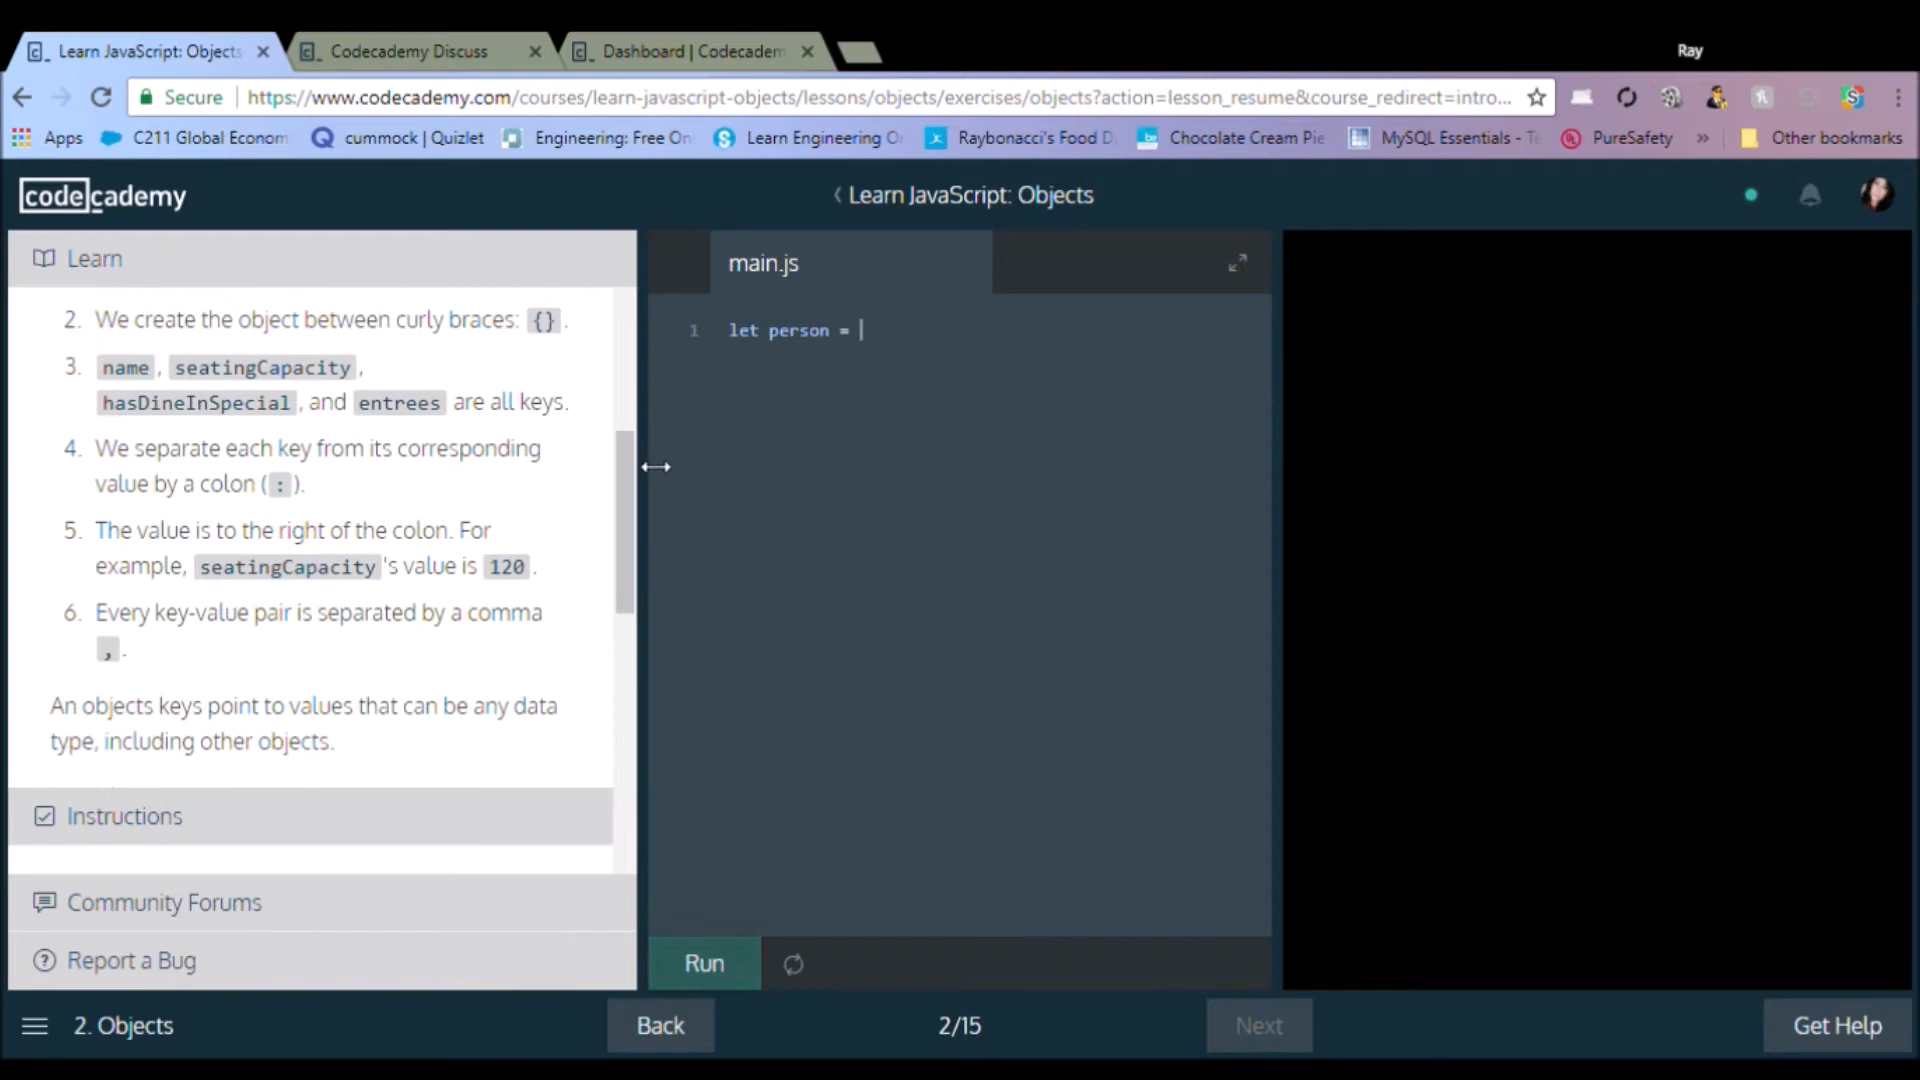 Learn JavaScript: Objects
Codecademy Discuss
Dashboard | Codecadem
Ray
Secure
https://www.codecademy.com/courses/learn-javascript-objects/lessons/objects/exercises/objects?action=lesson_resume&course_redirect=intro...
Apps
C211 Global Econom
cummock | Quizlet
Engineering: Free On
Learn Engineering O
Raybonacci's Food D
Chocolate Cream Pie
MySQL Essentials - Te
PureSafety
»
Other bookmarks
codecademy
Learn JavaScript: Objects
Learn
2. We create the object between curly braces: {} .
3. name , seatingCapacity ,
hasDineInSpecial , and entrees are all keys.
4. We separate each key from its corresponding
value by a colon ( : ).
5. The value is to the right of the colon. For
example, seatingCapacity 's value is 120 .
6. Every key-value pair is separated by a comma
, .
An objects keys point to values that can be any data
type, including other objects.
Instructions
Community Forums
Report a Bug
main.js
1 let person =
Run
2. Objects
Back
2/15
Next
Get Help